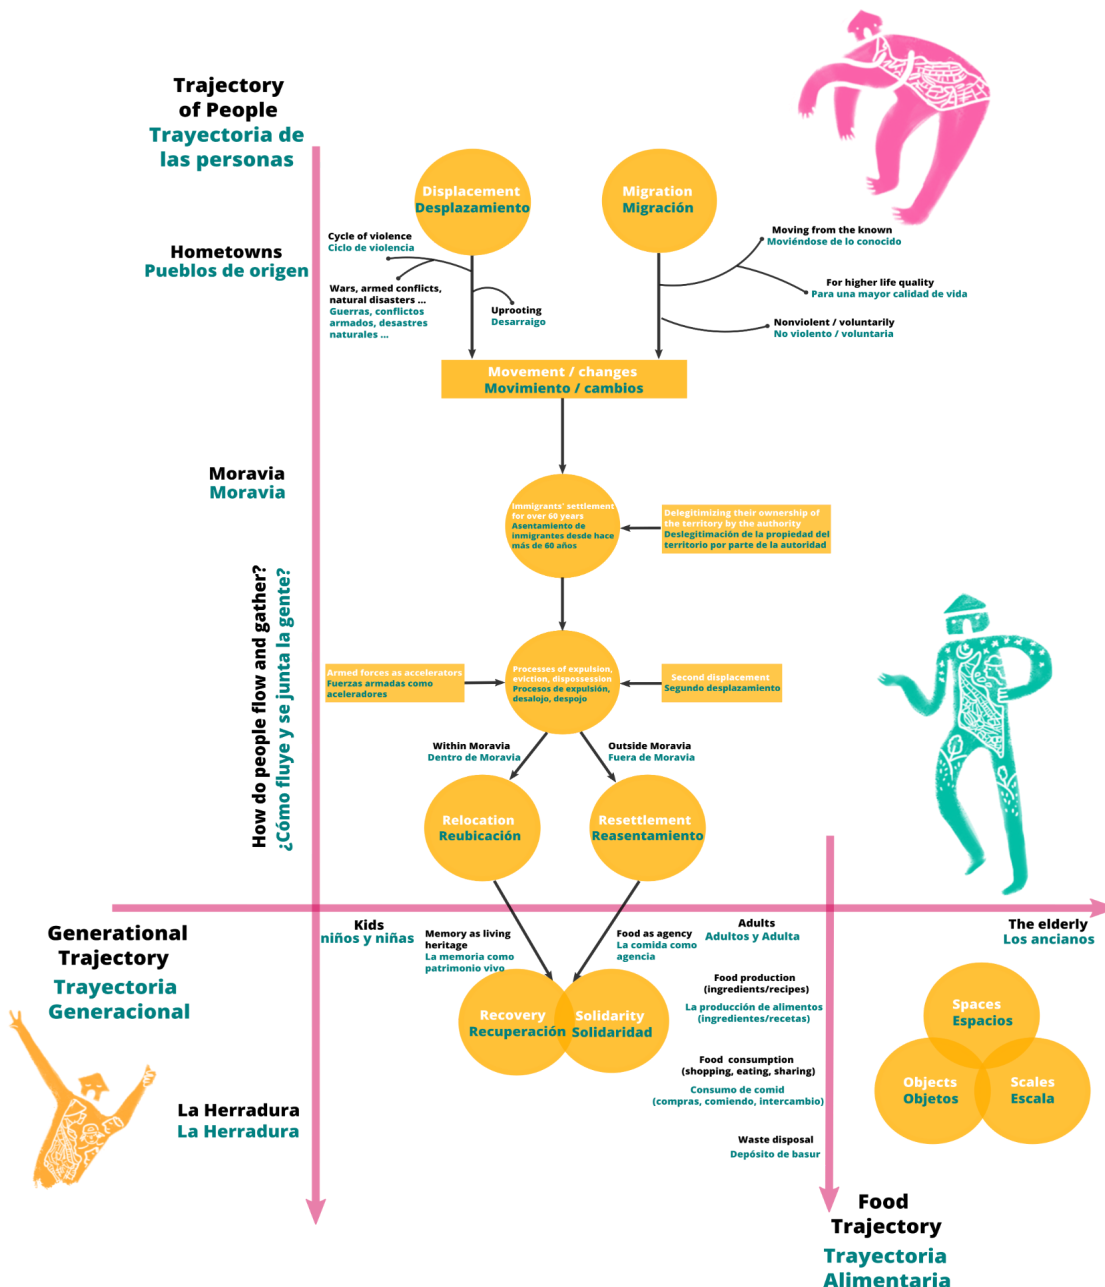 Trajectory
of People
Trayectoria de
las personas
Displacement
Desplazamiento
Migration
Migración
Hometowns
Pueblos de origen
Cycle of violence
Ciclo de violencia
Wars, armed conflicts,
natural disasters ...
Guerras, conflictos
armados, desastres
naturales ...
Uprooting
Desarraigo
Moving from the known
Moviéndose de lo conocido
For higher life quality
Para una mayor calidad de vida
Nonviolent / voluntarily
No violento / voluntaria
Movement / changes
Movimiento / cambios
Moravia
Moravia
Immigrants' settlement
for over 60 years
Asentamiento de
inmigrantes desde hace
más de 60 años
Delegitimizing their ownership of
the territory by the authority
Deslegitimación de la propiedad del
territorio por parte de la autoridad
How do people flow and gather?
¿Cómo fluye y se junta la gente?
Armed forces as accelerators
Fuerzas armadas como
aceleradores
Processes of expulsion,
eviction, dispossession
Procesos de expulsión,
desalojo, despojo
Second displacement
Segundo desplazamiento
Within Moravia
Dentro de Moravia
Outside Moravia
Fuera de Moravia
Relocation
Reubicación
Resettlement
Reasentamiento
Generational
Trajectory
Trayectoria
Generacional
Kids
niños y niñas
Adults
Adultos y Adulta
The elderly
Los ancianos
Memory as living
heritage
La memoria como
patrimonio vivo
Food as agency
La comida como
agencia
Recovery
Recuperación
Solidarity
Solidaridad
Food production
(ingredients/recipes)
La producción de alimentos
(ingredientes/recetas)
Food consumption
(shopping, eating, sharing)
Consumo de comid
(compras, comiendo, intercambio)
Waste disposal
Depósito de basur
Spaces
Espacios
Objects
Objetos
Scales
Escala
La Herradura
La Herradura
Food
Trajectory
Trayectoria
Alimentaria